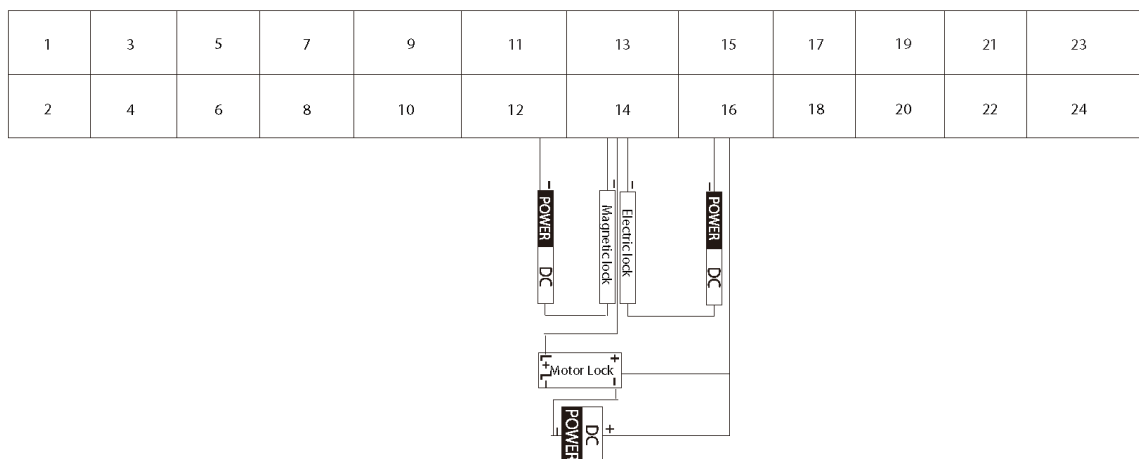 1 3 5 7 9 11 13 15 17 19 21 23
2 4 6 8 10 12 14 16 18 20 22 24
- - - -
POWER DC
Magnetic lock
Electric lock
POWER DC
L+ +
Motor Lock
L- -
- POWER DC +